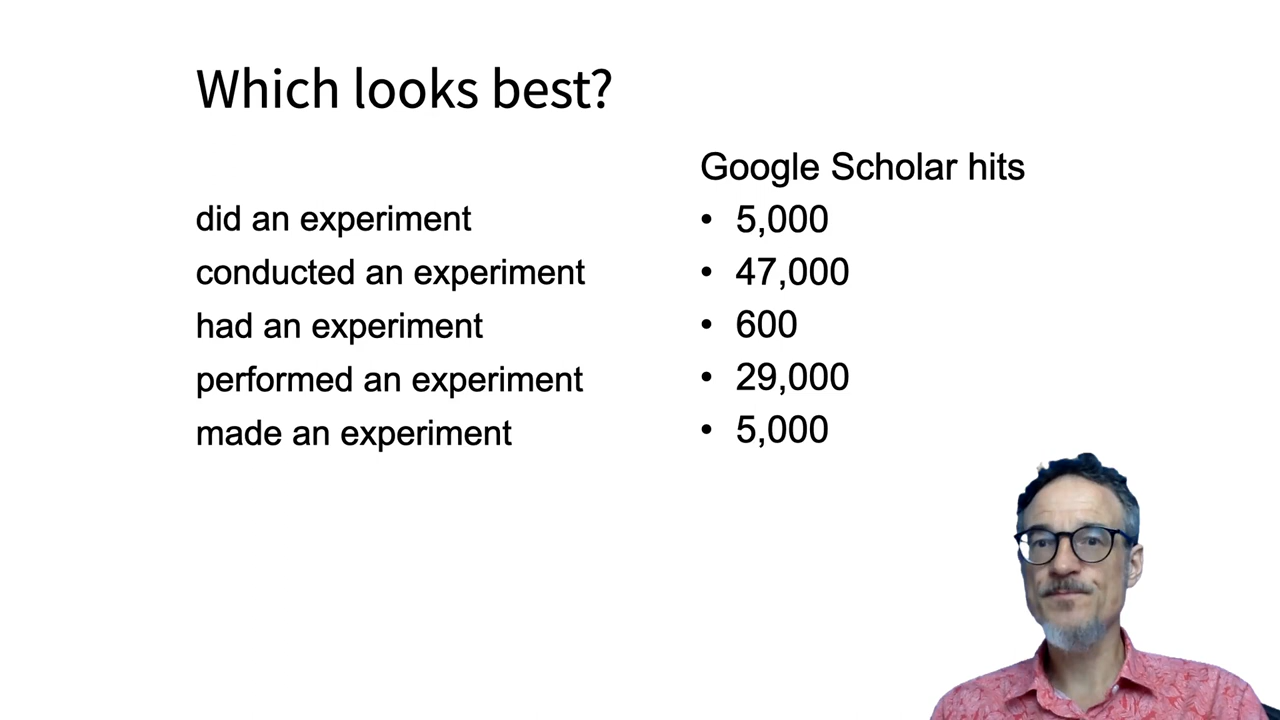 Which looks best?
Google Scholar hits
did an experiment
• 5,000
conducted an experiment
• 47,000
had an experiment
• 600
performed an experiment
• 29,000
made an experiment
• 5,000